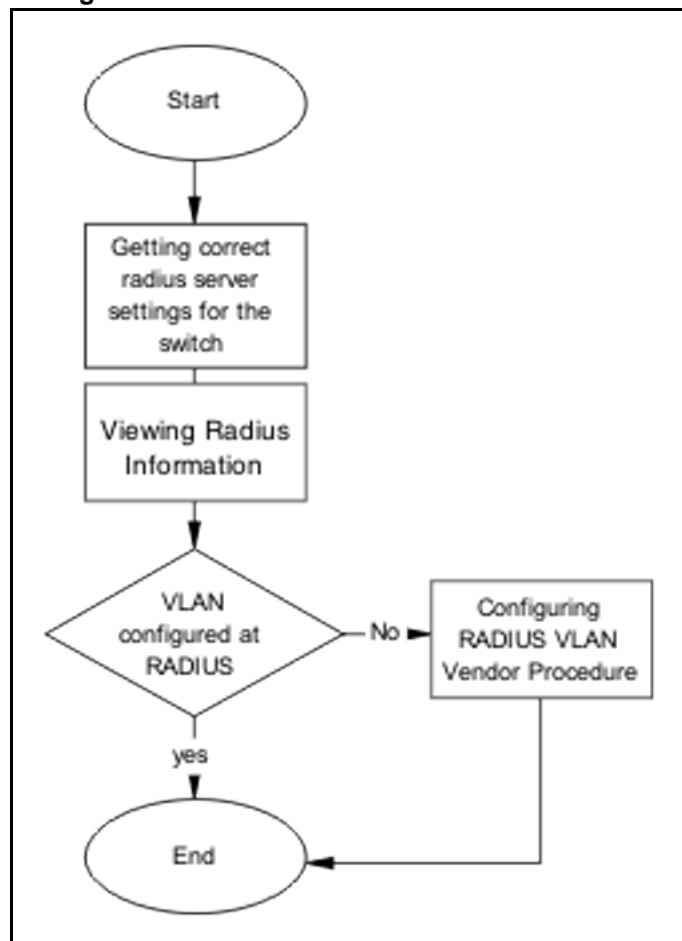 Start
Getting correct
radius server
settings for the
switch
Viewing Radius
Information
VLAN
configured at
RADIUS
No
Configuring
RADIUS VLAN
Vendor Procedure
yes
End